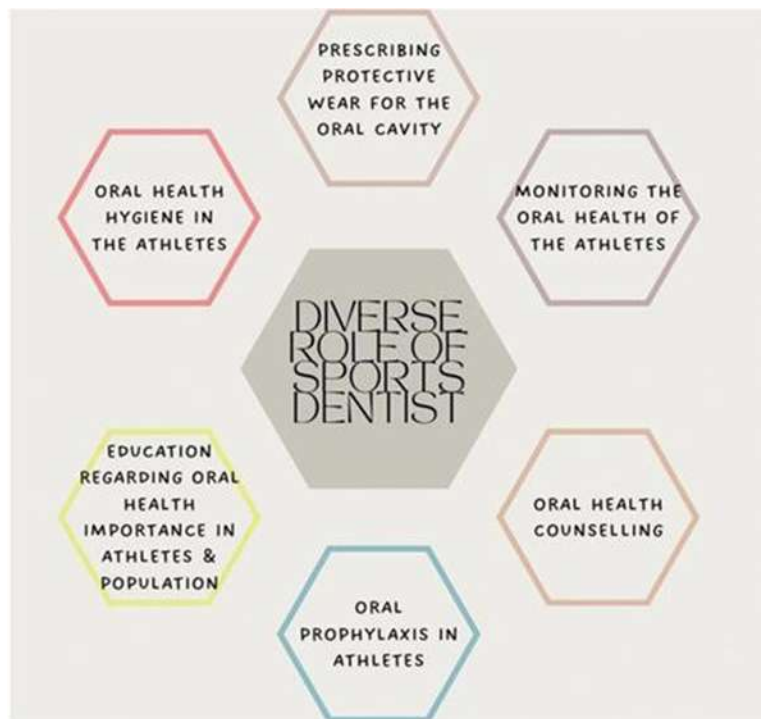 PRESCRIBING
PROTECTIVE
WEAR FOR THE
ORAL CAVITY
ORAL HEALTH
HYGIENE IN
THE ATHLETES
MONITORING THE
ORAL HEALTH OF
THE ATHLETES
DIVERSE
ROLE OF
SPORTS
DENTIST
EDUCATION
REGARDING ORAL
HEALTH
IMPORTANCE IN
ATHLETES &
POPULATION
ORAL HEALTH
COUNSELLING
ORAL
PROPHYLAXIS IN
ATHLETES